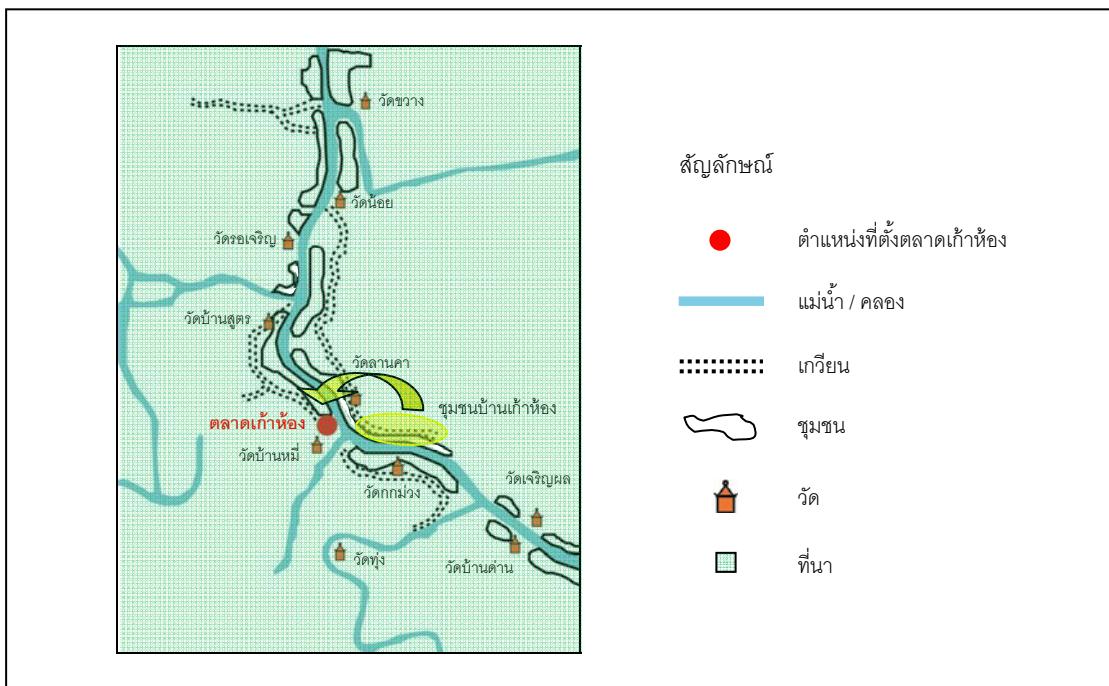 วัดขวาง
วัดน้อย
วัดรอเจริญ
วัดบ้านสูตร
วัดลานคา
ชุมชนบ้านเก้าห้อง
ตลาดเก้าห้อง
วัดบ้านหมี่
วัดกกม่วง
วัดเจริญผล
วัดทุ่ง
วัดบ้านด่าน
สัญลักษณ์
ตำแหน่งที่ตั้งตลาดเก้าห้อง
แม่น้ำ / คลอง
เกวียน
ชุมชน
วัด
ที่นา